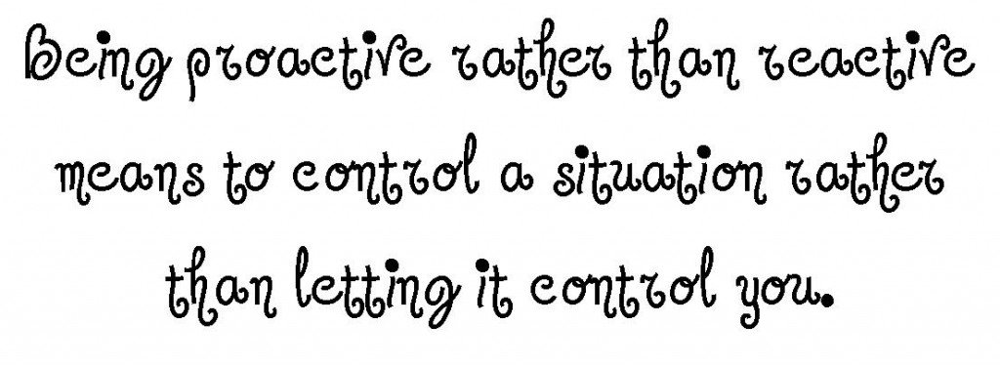 Being proactive rather than reactive
means to control a situation rather
than letting it control you.